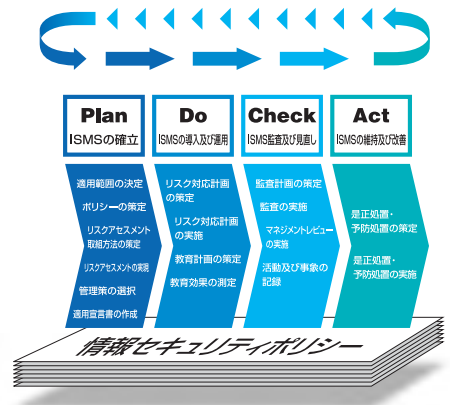 Plan
ISMSの確立
Do
ISMSの導入及び運用
Check
ISMS監査及び見直し
Act
ISMSの維持及び改善
適用範囲の決定
ポリシーの策定
リスクアセスメント
取組方法の策定
リスクアセスメントの実現
管理策の選択
適用宣言書の作成
リスク対応計画
の策定
リスク対応計画
の実施
教育計画の策定
教育効果の測定
監査計画の策定
監査の実施
マネジメントレビュー
の実施
活動及び事象の
記録
是正処置・
予防処置の策定
是正処置・
予防処置の実施
情報セキュリティポリシー